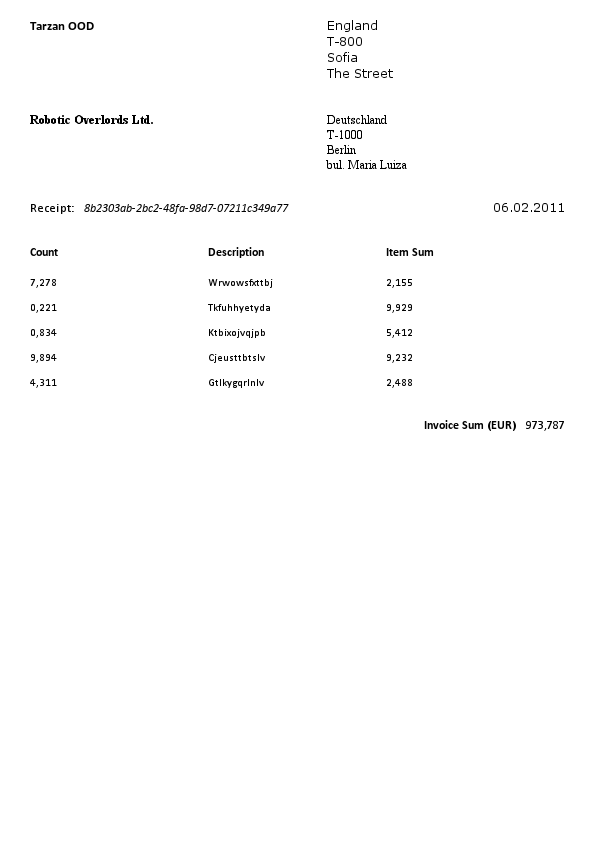 Tarzan OOD
England
T-800
Sofia
The Street
Robotic Overlords Ltd.
Deutschland
T-1000
Berlin
bul. Maria Luiza
Receipt: 8b2303ab-2bc2-48fa-98d7-07211c349a77 06.02.2011
Count Description Item Sum
7,278 Wrwowsfxttbj 2,155
0,221 Tkfuhhyetyda 9,929
0,834 Ktbixojvqjpb 5,412
9,894 Cjeusttbtslv 9,232
4,311 Gtlkygqrlnlv 2,488
Invoice Sum (EUR) 973,787